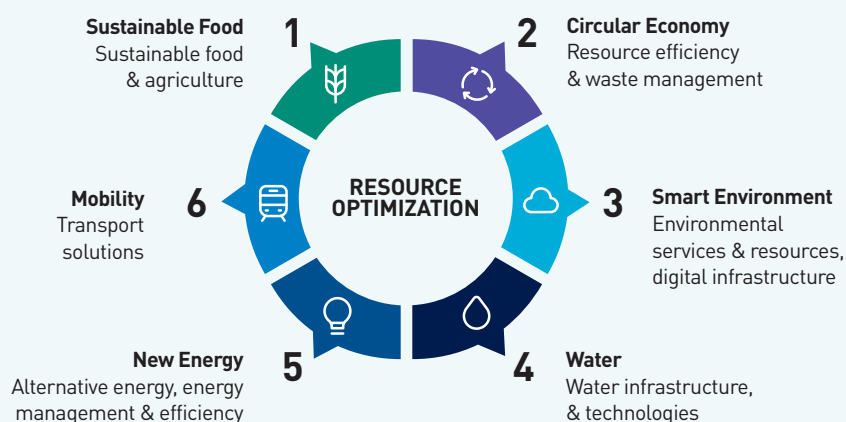 1
Sustainable Food
Sustainable food
& agriculture
2
Circular Economy
Resource efficiency
& waste management
RESOURCE
OPTIMIZATION
3
Smart Environment
Environmental
services & resources,
digital infrastructure
4
Water
Water infrastructure,
& technologies
5
New Energy
Alternative energy, energy
management & efficiency
6
Mobility
Transport
solutions